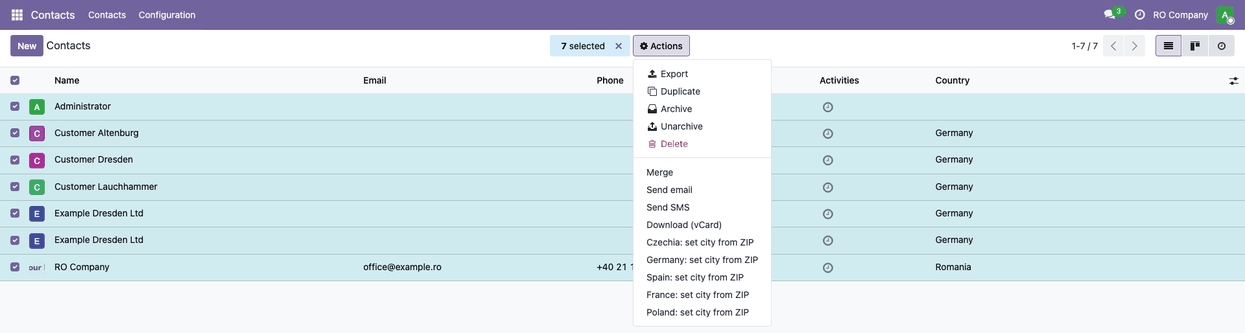 Contacts Contacts Configuration 3 RO Company A
New Contacts 7 selected Actions 1-7 / 7
Name Email Phone Activities Country
A Administrator
C Customer Altenburg Germany
C Customer Dresden Germany
C Customer Lauchhammer Germany
E Example Dresden Ltd Germany
E Example Dresden Ltd Germany
our RO Company office@example.ro +40 21 Romania
Export
Duplicate
Archive
Unarchive
Delete
Merge
Send email
Send SMS
Download (vCard)
Czechia: set city from ZIP
Germany: set city from ZIP
Spain: set city from ZIP
France: set city from ZIP
Poland: set city from ZIP